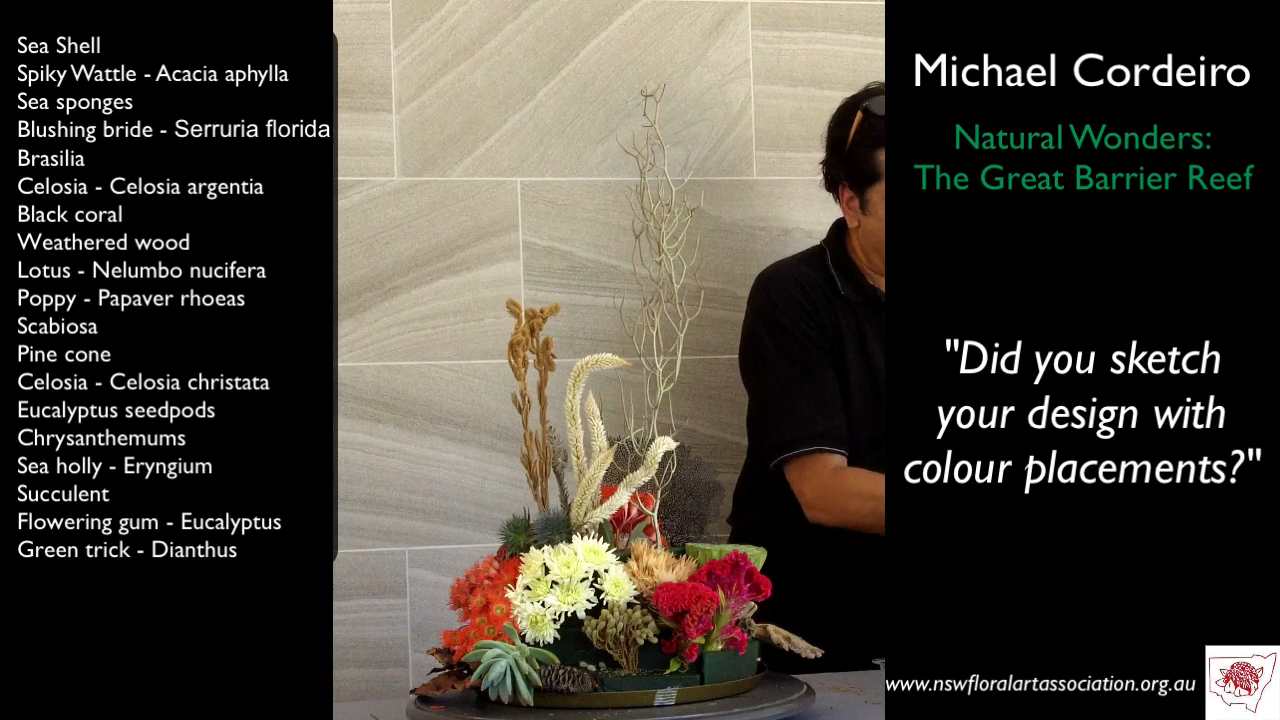 Sea Shell
Spiky Wattle - Acacia aphylla
Sea sponges
Blushing bride - Serruria florida
Brasilia
Celosia - Celosia argentia
Black coral
Weathered wood
Lotus - Nelumbo nucifera
Poppy - Papaver rhoeas
Scabiosa
Pine cone
Celosia - Celosia christata
Eucalyptus seedpods
Chrysanthemums
Sea holly - Eryngium
Succulent
Flowering gum - Eucalyptus
Green trick - Dianthus
Michael Cordeiro
Natural Wonders:
The Great Barrier Reef
"Did you sketch
your design with
colour placements?"
www.nswfloralartassociation.org.au